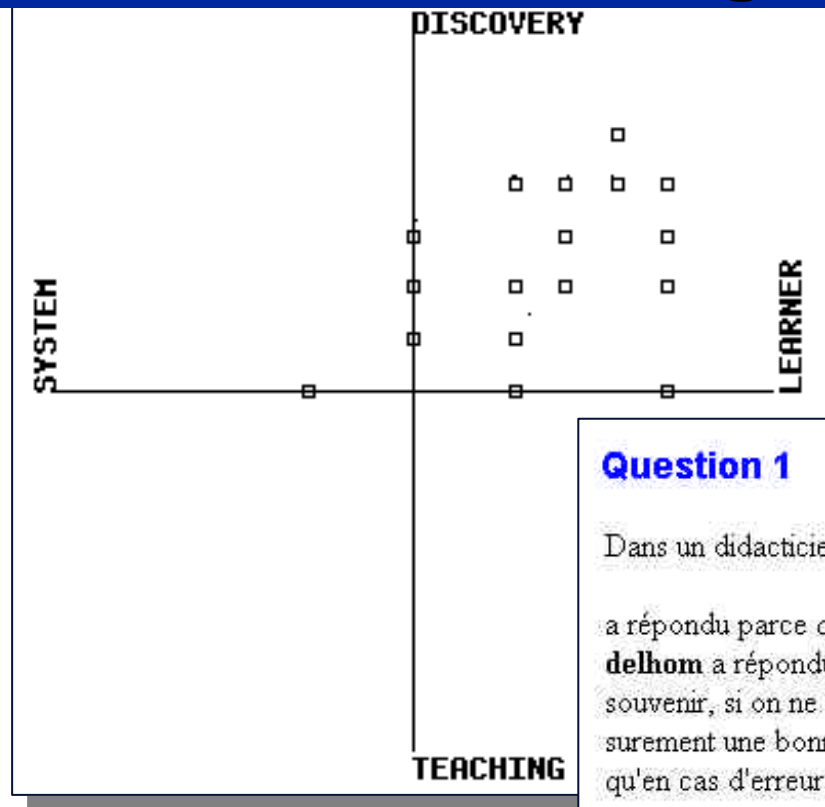 DISCOVERY
SYSTEM
LEARNER
TEACHING
Question 1
Dans un didacticie
a répondu parce
delhom a répondu
souvenir, si on ne
surement une bon
qu'en cas d'erreur